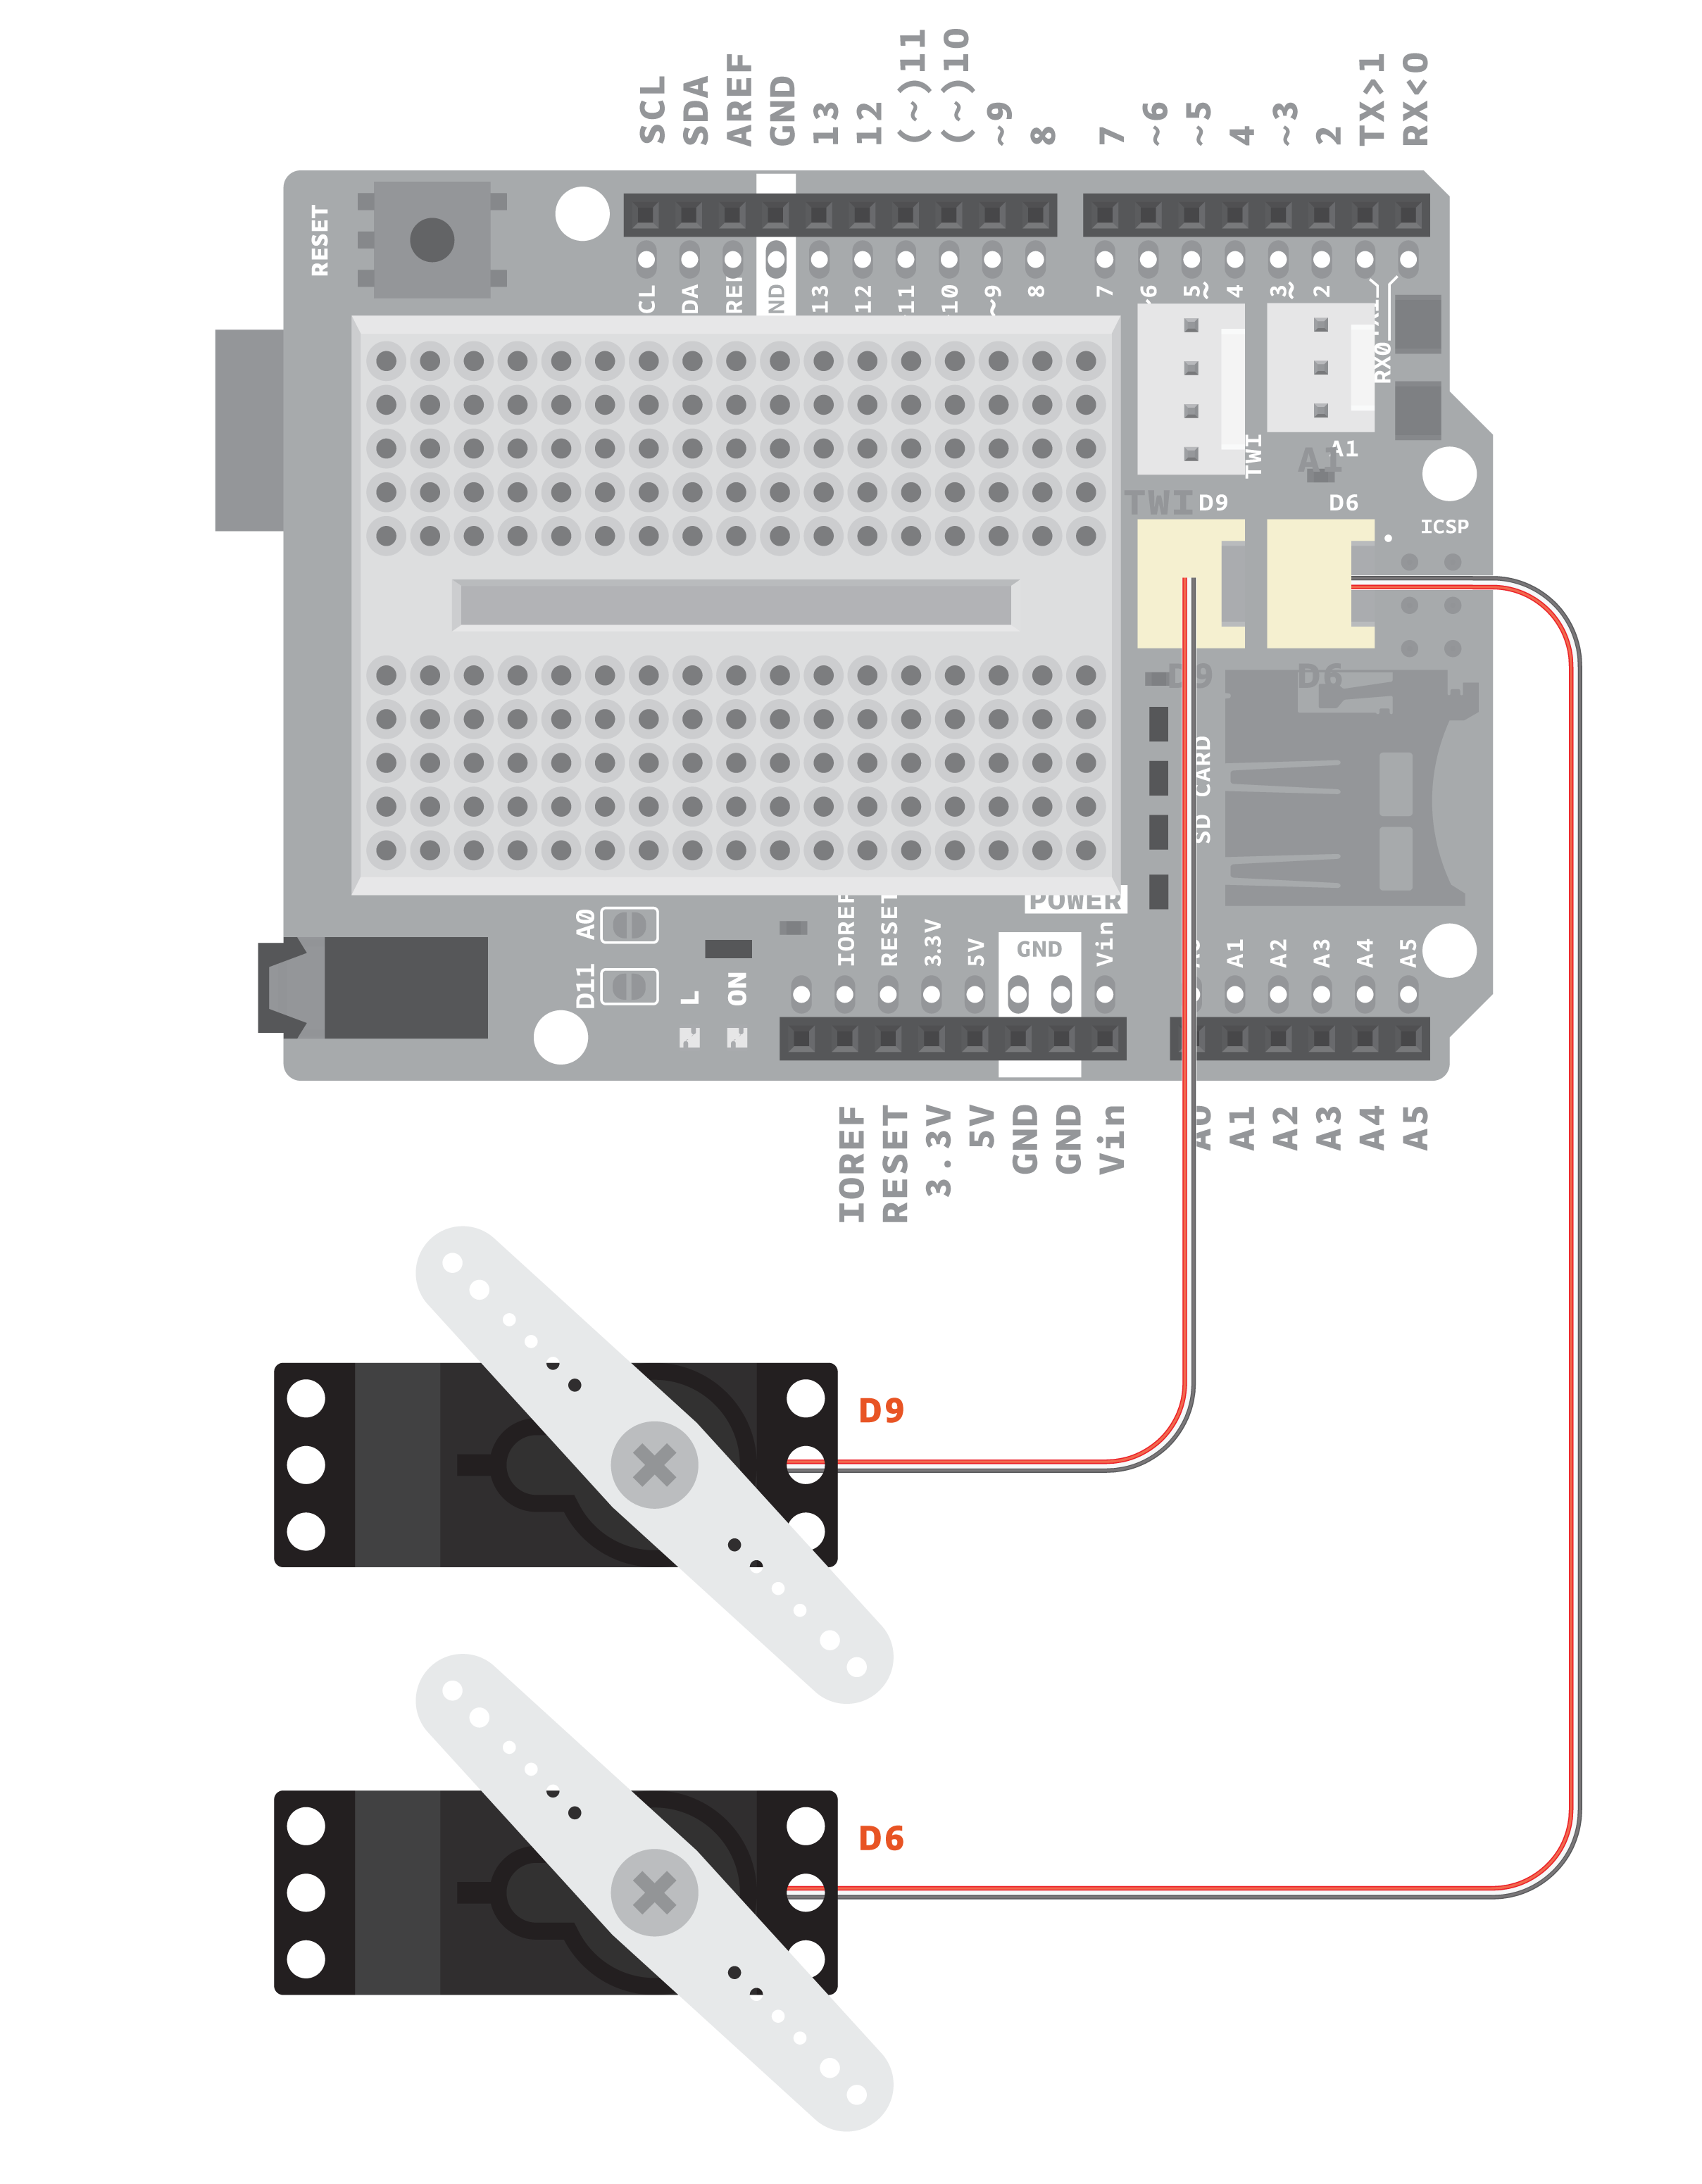 SCL
SDA
AREF
GND
13
12
(~)11
(~)10
~9
8
7
~6
~5
4
~3
2
TX>1
RX<0
RESET
CL
DA
REF
ND
13
12
11
10
~9
8
7
6
5~
4
3~
2
RX0
TWI
A1
A1
TWI
D9
D6
ICSP
D9
D6
SD CARD
POWER
A0
D11
L
ON
IOREF
RESET
3.3V
5V
GND
Vin
A1
A2
A3
A4
A5
IOREF
RESET
3.3V
5V
GND
GND
Vin
A0
A1
A2
A3
A4
A5
D9
D6